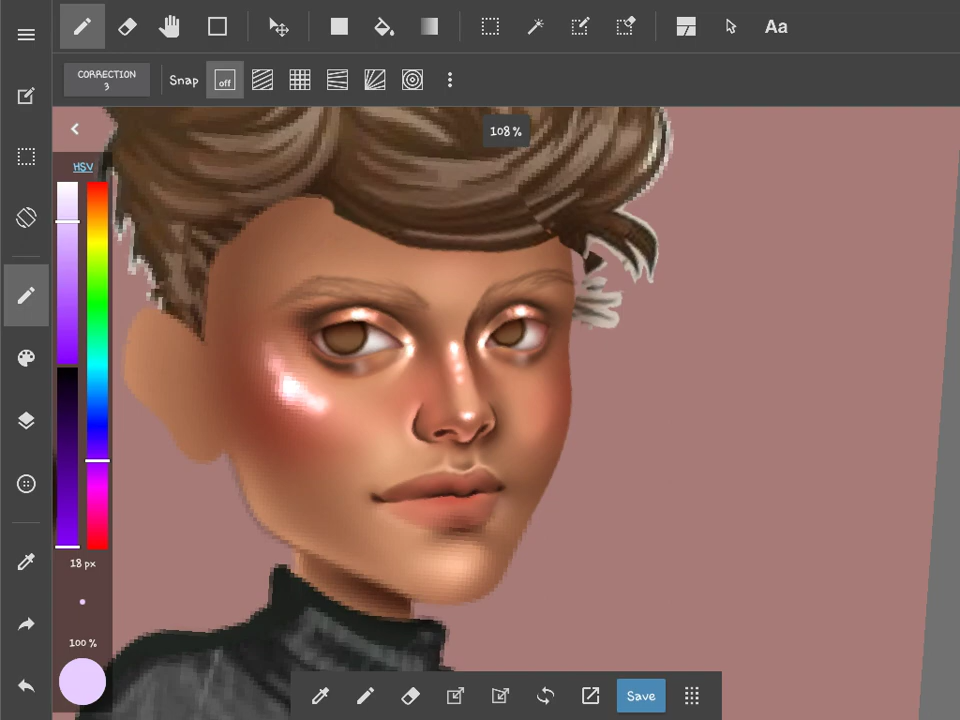 Aa
CORRECTION
3
Snap
off
108 %
HSV
18 px
100 %
Save